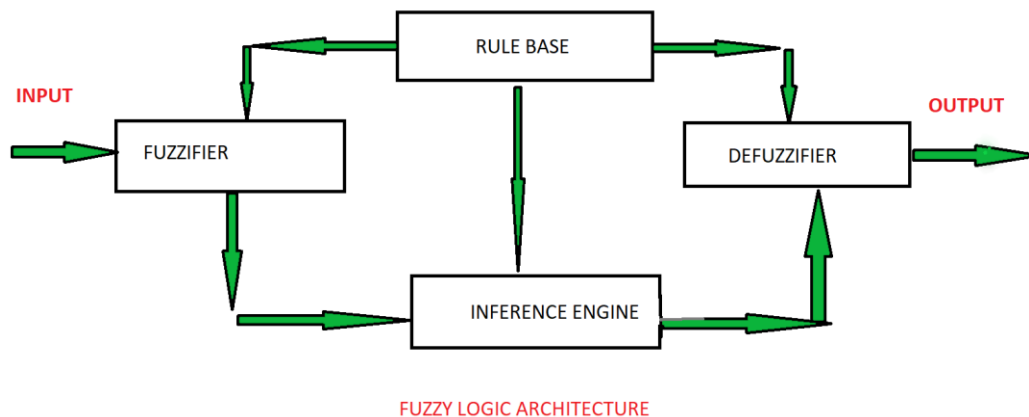 RULE BASE
INPUT
OUTPUT
FUZZIFIER
DEFUZZIFIER
INFERENCE ENGINE
FUZZY LOGIC ARCHITECTURE